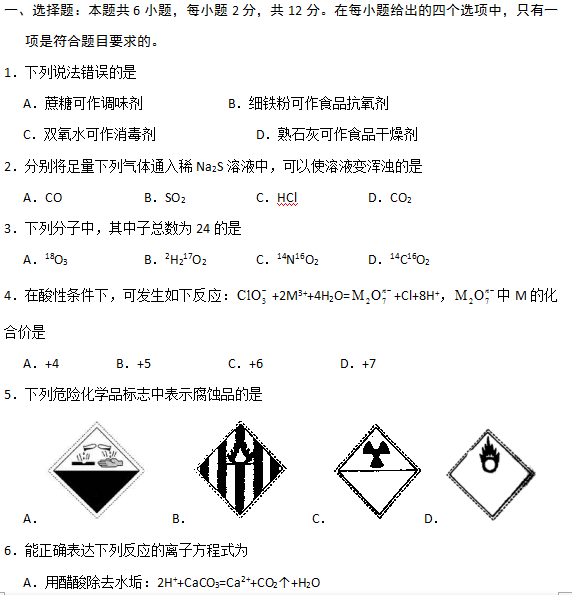 一、选择题：本题共 6 小题，每小题 2 分，共 12 分。在每小题给出的四个选项中，只有一
项是符合题目要求的。
1．下列说法错误的是
A．蔗糖可作调味剂 B．细铁粉可作食品抗氧剂
C．双氧水可作消毒剂 D．熟石灰可作食品干燥剂
2．分别将足量下列气体通入稀 Na₂S 溶液中，可以使溶液变浑浊的是
A．CO B．SO₂ C．HCl D．CO₂
3．下列分子中，其中子总数为 24 的是
A．¹⁸O₃ B．²H₂¹⁷O₂ C．¹⁴N¹⁶O₂ D．¹⁴C¹⁶O₂
4．在酸性条件下，可发生如下反应：ClO₃⁻ +2M³⁺+4H₂O=M₂O₇ⁿ⁻ +Cl+8H⁺，M₂O₇ⁿ⁻ 中 M 的化
合价是
A．+4 B．+5 C．+6 D．+7
5．下列危险化学品标志中表示腐蚀品的是
A． B． C． D．
6．能正确表达下列反应的离子方程式为
A．用醋酸除去水垢：2H⁺+CaCO₃=Ca²⁺+CO₂个+H₂O